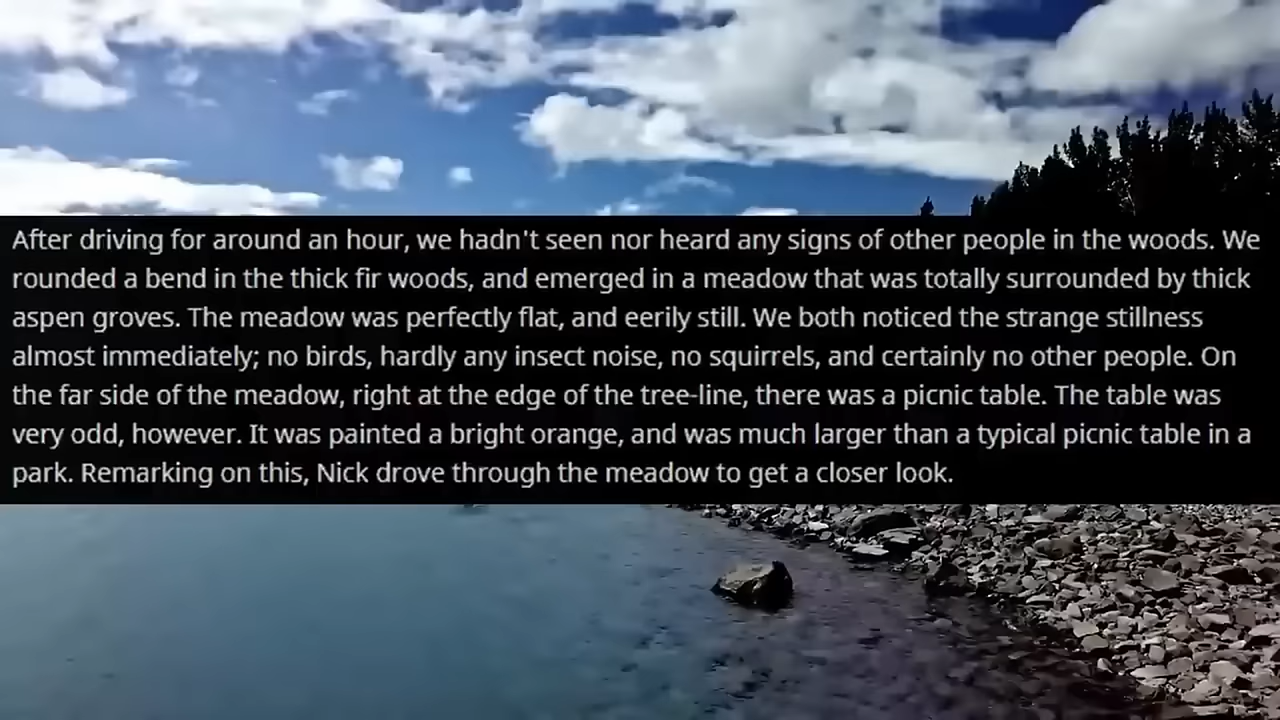 After driving for around an hour, we hadn't seen nor heard any signs of other people in the woods. We
rounded a bend in the thick fir woods, and emerged in a meadow that was totally surrounded by thick
aspen groves. The meadow was perfectly flat, and eerily still. We both noticed the strange stillness
almost immediately; no birds, hardly any insect noise, no squirrels, and certainly no other people. On
the far side of the meadow, right at the edge of the tree-line, there was a picnic table. The table was
very odd, however. It was painted a bright orange, and was much larger than a typical picnic table in a
park. Remarking on this, Nick drove through the meadow to get a closer look.